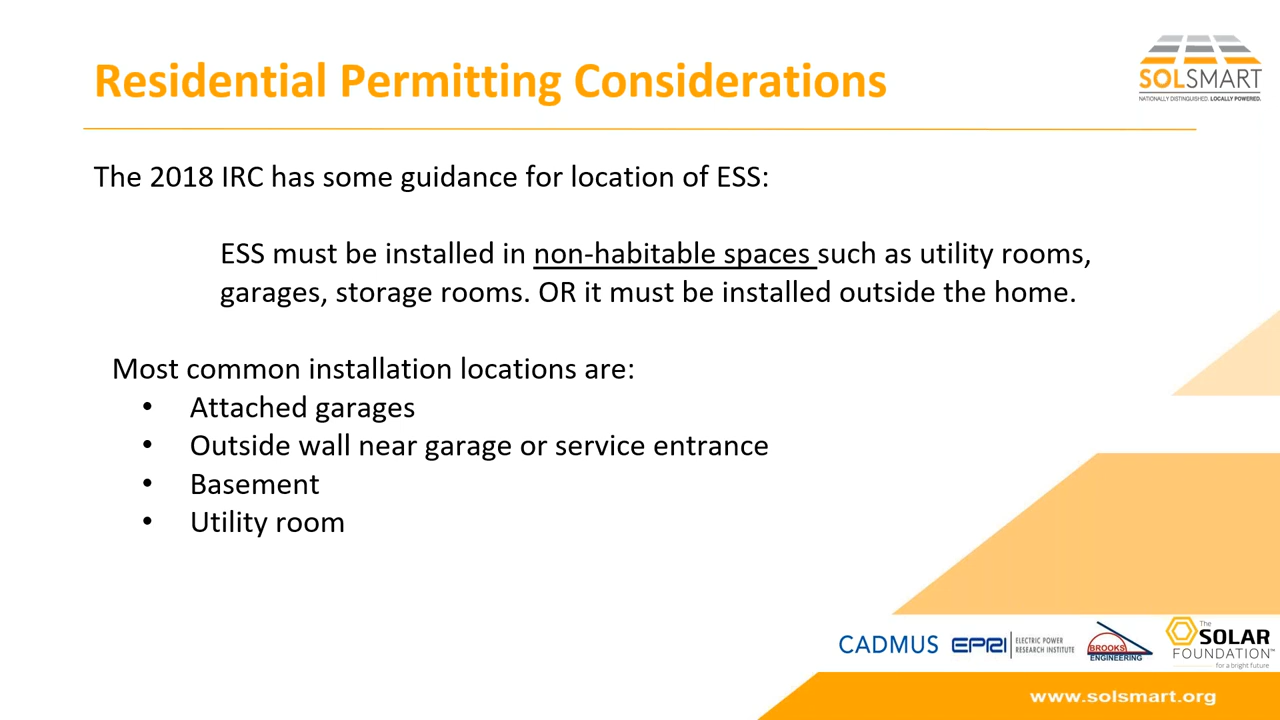 Residential Permitting Considerations
SOLSMART
NATIONALLY DISTINGUISHED. LOCALLY POWERED.
The 2018 IRC has some guidance for location of ESS:
ESS must be installed in non-habitable spaces such as utility rooms,
garages, storage rooms. OR it must be installed outside the home.
Most common installation locations are:
• Attached garages
• Outside wall near garage or service entrance
• Basement
• Utility room
CADMUS
EPRI
ELECTRIC POWER
RESEARCH INSTITUTE
BROOKS
ENGINEERING
The
SOLAR
FOUNDATION™
for a bright future
www.solsmart.org